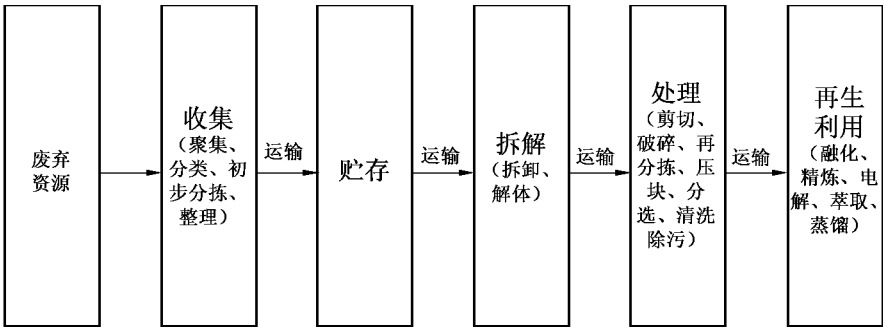 废弃
资源
收集
（聚集、
分类、初
步分拣、
整理）
运输
贮存
运输
拆解
（拆卸、
解体）
运输
处理
（剪切、
破碎、再
分拣、压
块、分
选、清洗
除污）
运输
再生
利用
（融化、
精炼、电
解、萃取、
蒸馏）